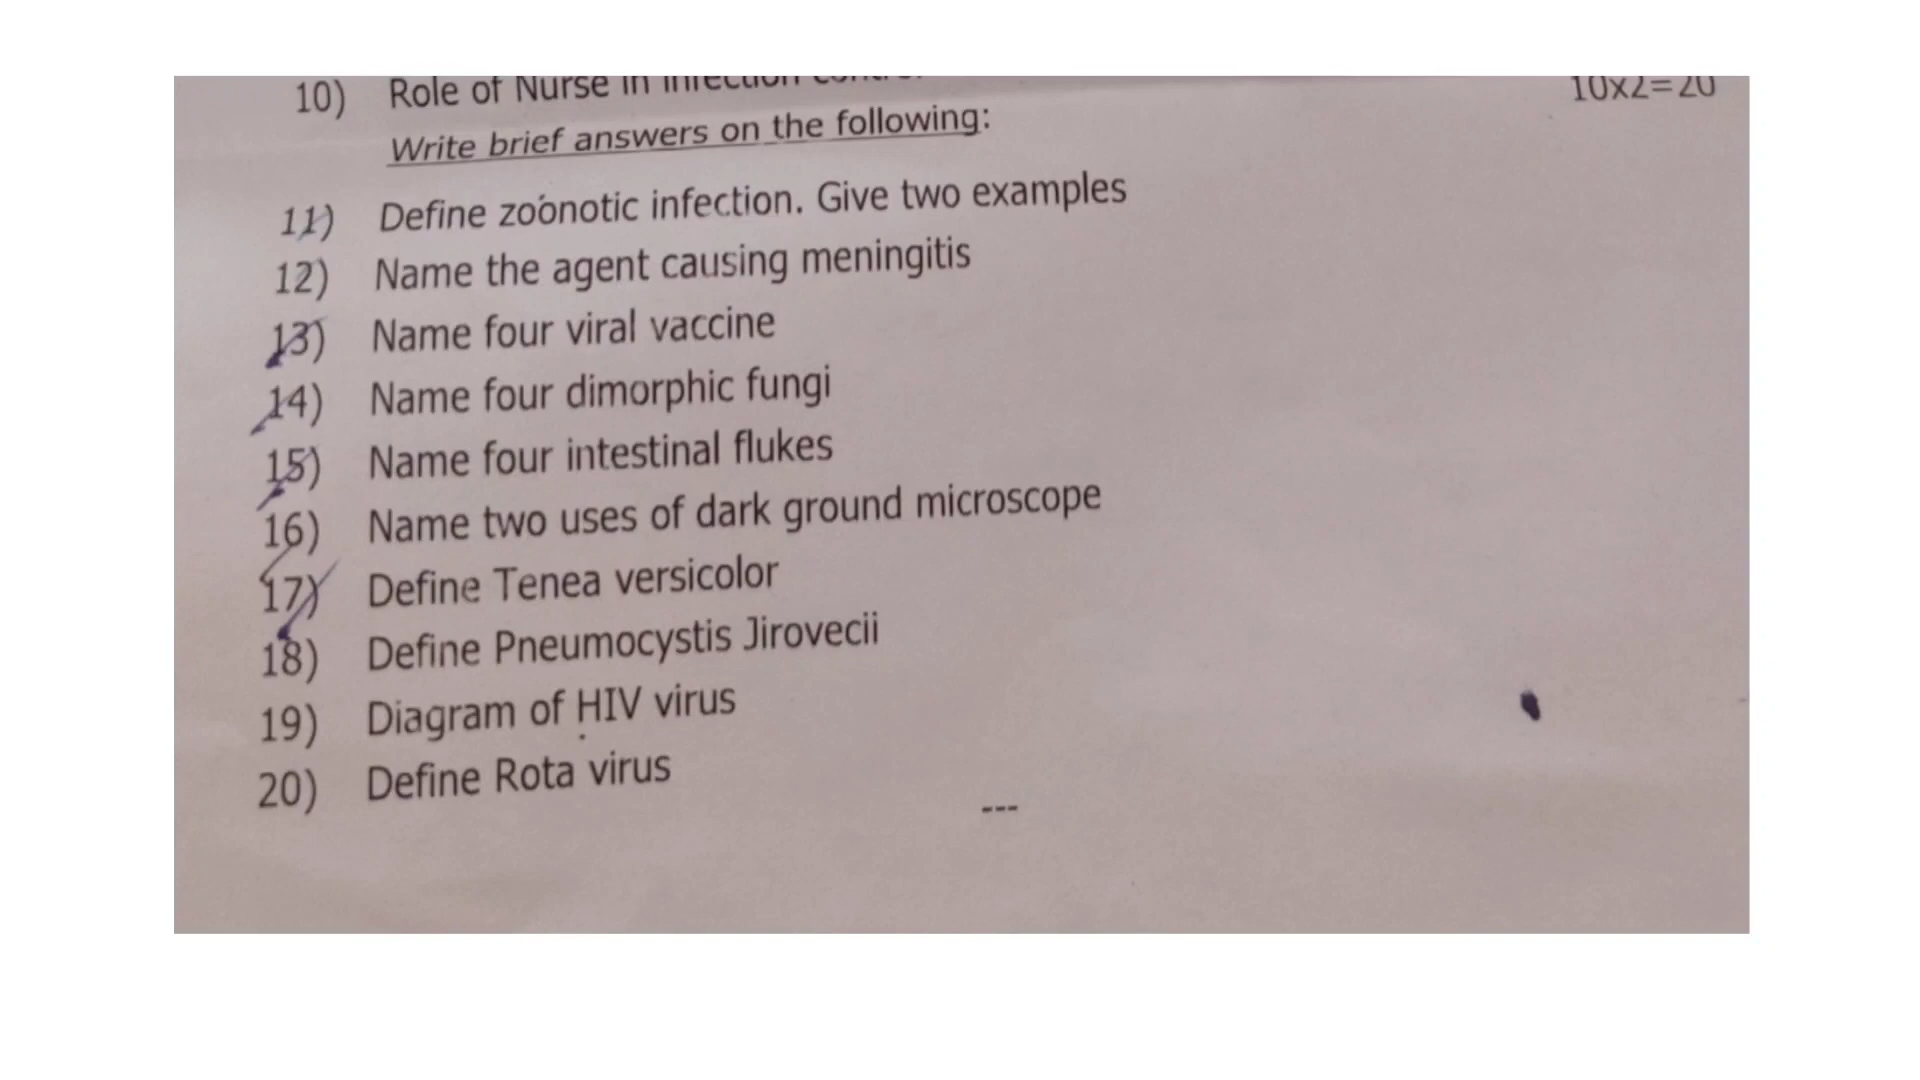 10) Role of Nurse in infection control
10x2=20
Write brief answers on the following:
11) Define zoonotic infection. Give two examples
12) Name the agent causing meningitis
13) Name four viral vaccine
14) Name four dimorphic fungi
15) Name four intestinal flukes
16) Name two uses of dark ground microscope
17) Define Tenea versicolor
18) Define Pneumocystis Jirovecii
19) Diagram of HIV virus
20) Define Rota virus
---